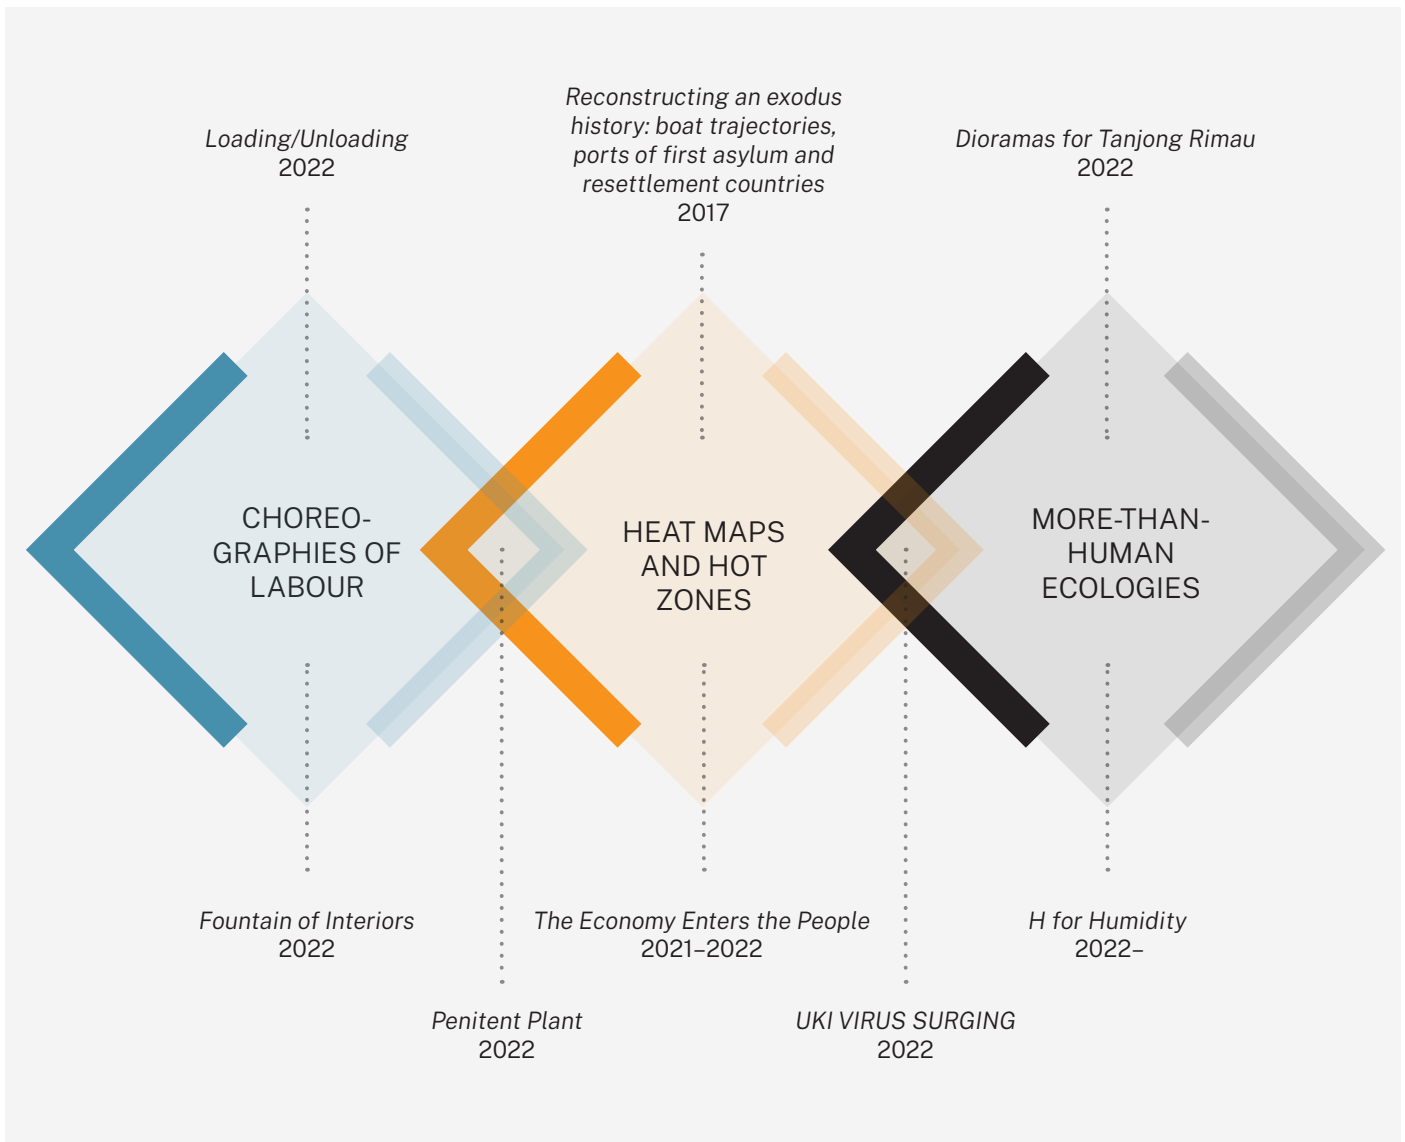 Loading/Unloading
2022
Reconstructing an exodus
history: boat trajectories,
ports of first asylum and
resettlement countries
2017
Dioramas for Tanjong Rimau
2022
CHOREO-
GRAPHIES OF
LABOUR
HEAT MAPS
AND HOT
ZONES
MORE-THAN-
HUMAN
ECOLOGIES
Fountain of Interiors
2022
The Economy Enters the People
2021–2022
H for Humidity
2022–
Penitent Plant
2022
UKI VIRUS SURGING
2022